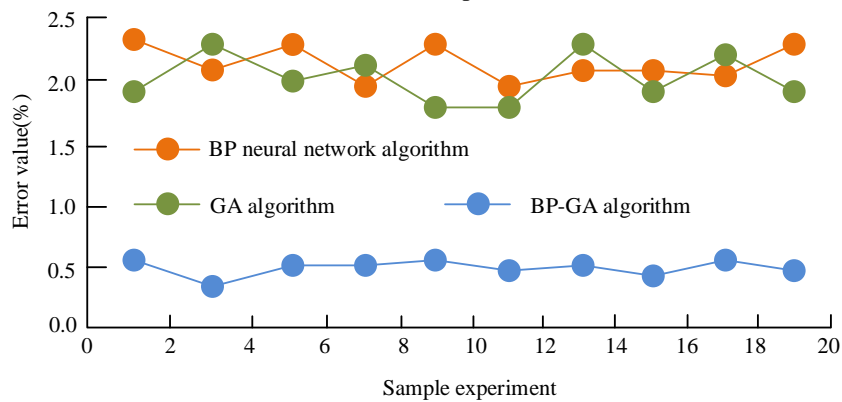 2.5
2.0
1.5
1.0
0.5
0.0
Error value(%)
BP neural network algorithm
GA algorithm
BP-GA algorithm
0 2 4 6 8 10 12 14 16 18 20
Sample experiment